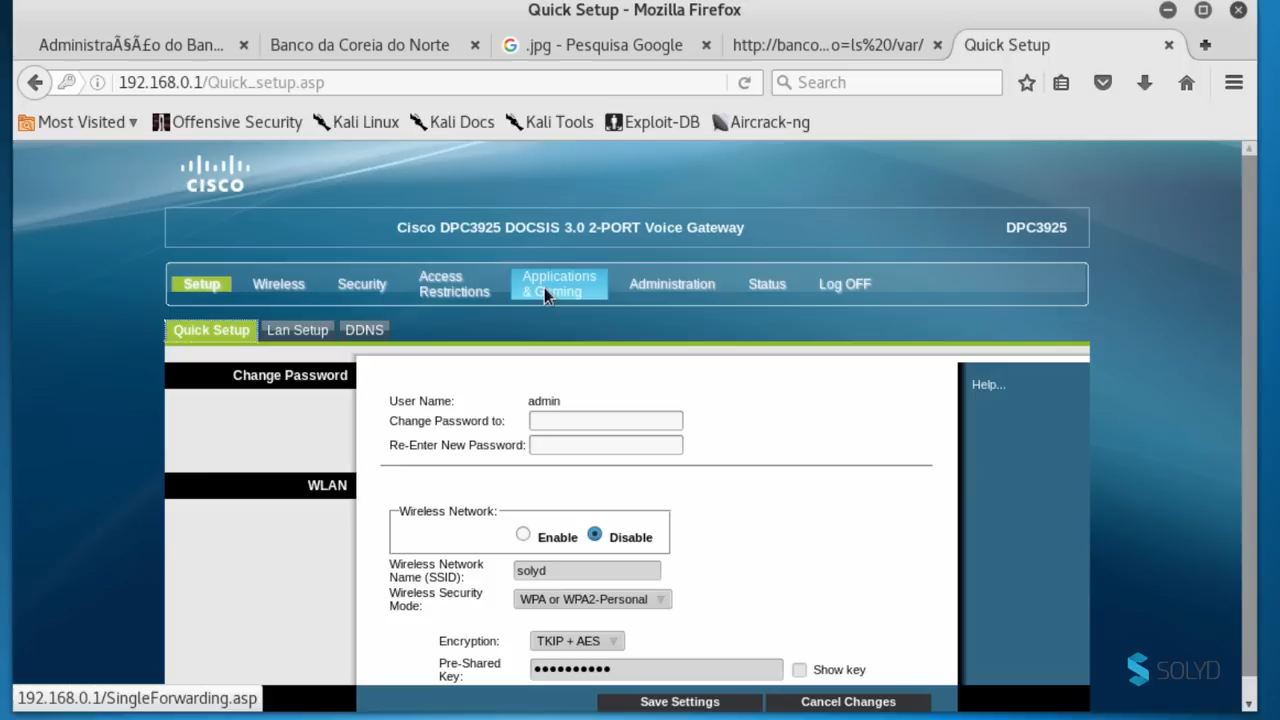 Quick Setup - Mozilla Firefox
AdministraÃ§Ã£o do Ban... Banco da Coreia do Norte .jpg - Pesquisa Google http://banco...o=ls%20/var/ Quick Setup
192.168.0.1/Quick_setup.asp Search
Most Visited Offensive Security Kali Linux Kali Docs Kali Tools Exploit-DB Aircrack-ng
CISCO
Cisco DPC3925 DOCSIS 3.0 2-PORT Voice Gateway DPC3925
Setup Wireless Security Access Restrictions Applications & Gaming Administration Status Log OFF
Quick Setup Lan Setup DDNS
Change Password
Help...
User Name: admin
Change Password to:
Re-Enter New Password:
WLAN
Wireless Network:
Enable Disable
Wireless Network
Name (SSID): solyd
Wireless Security
Mode: WPA or WPA2-Personal
Encryption: TKIP + AES
Pre-Shared
Key: ●●●●●●●●●● Show key
SOLYD
192.168.0.1/SingleForwarding.asp
Save Settings Cancel Changes